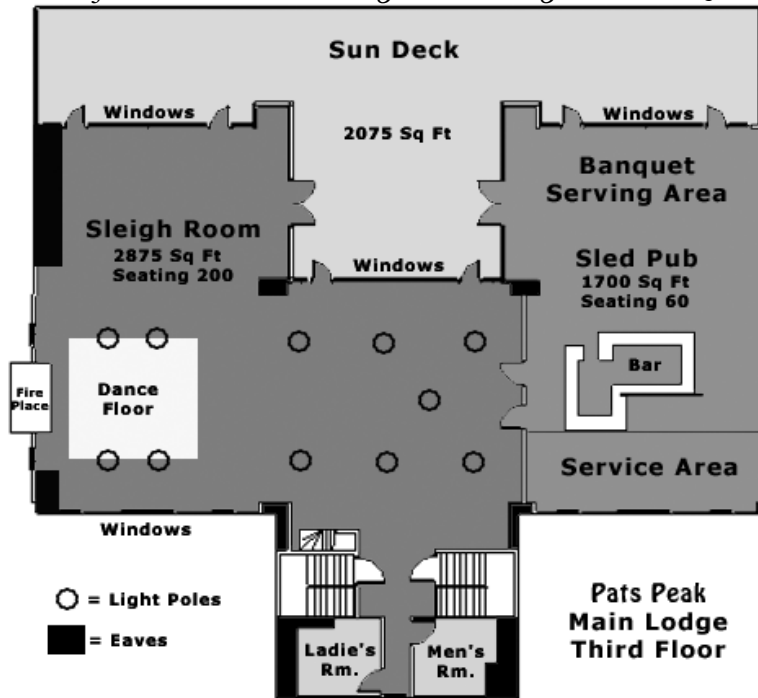 Sun Deck
Windows
Windows
2075 Sq Ft
Banquet
Serving Area
Sleigh Room
2875 Sq Ft
Seating 200
Windows
Sled Pub
1700 Sq Ft
Seating 60
Bar
Fire
Place
Dance
Floor
Service Area
Windows
= Light Poles
= Eaves
Ladie's
Rm.
Men's
Rm.
Pats Peak
Main Lodge
Third Floor